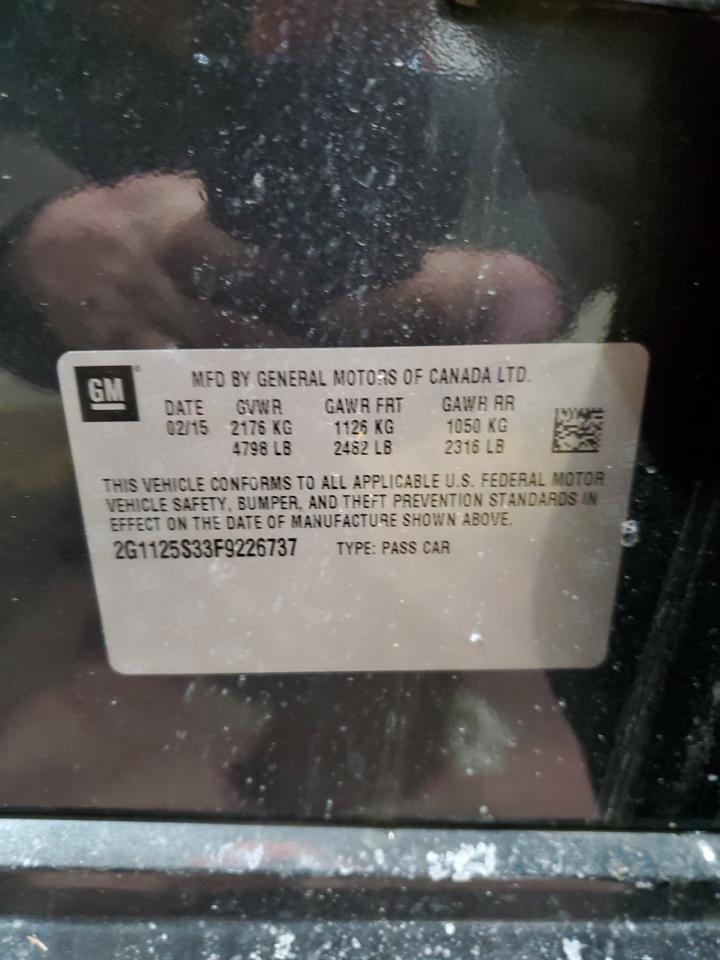 GM
MFD BY GENERAL MOTORS OF CANADA LTD.
DATE GVWR GAWR FRT GAWR RR
02/15 2176 KG 1126 KG 1050 KG
4798 LB 2482 LB 2316 LB
THIS VEHICLE CONFORMS TO ALL APPLICABLE U.S. FEDERAL MOTOR
VEHICLE SAFETY, BUMPER, AND THEFT PREVENTION STANDARDS IN
EFFECT ON THE DATE OF MANUFACTURE SHOWN ABOVE.
2G1125S33F9226737 TYPE: PASS CAR